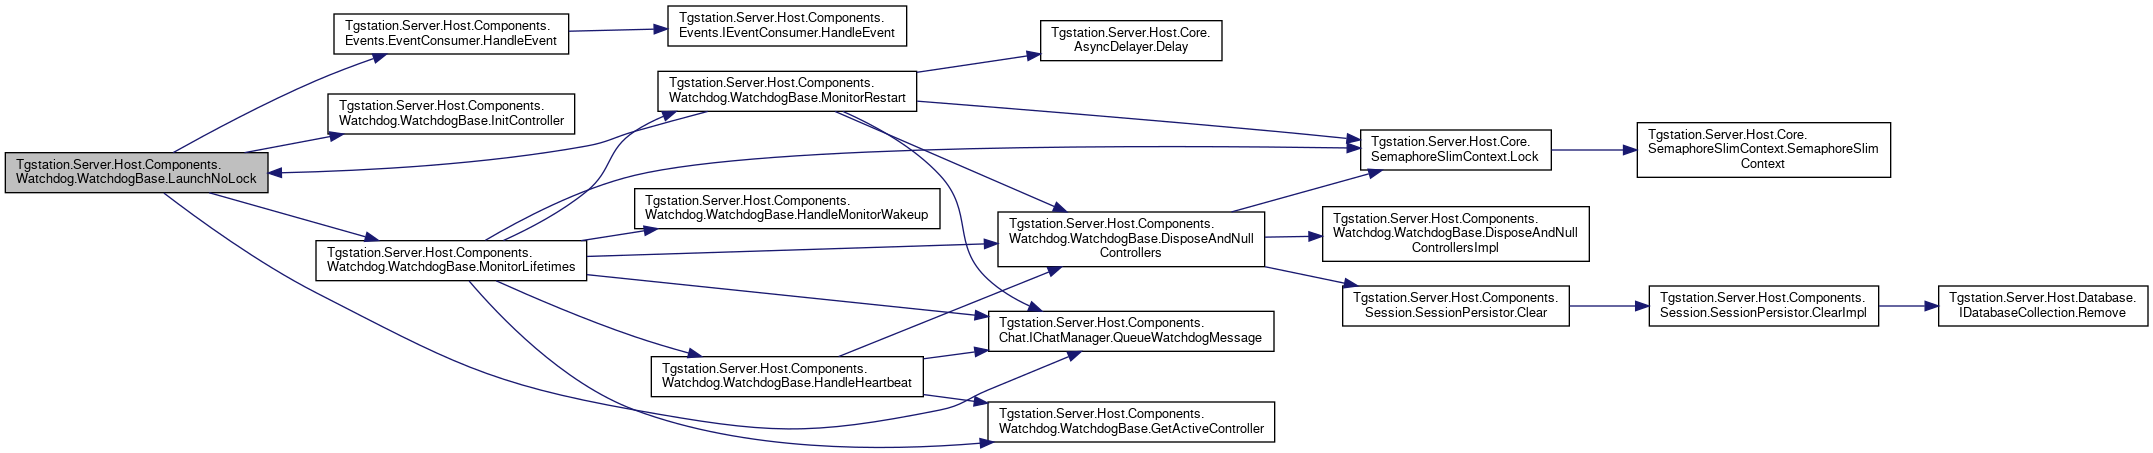 Tgstation.Server.Host.Components.
Watchdog.WatchdogBase.LaunchNoLock
Tgstation.Server.Host.Components.
Events.EventConsumer.HandleEvent
Tgstation.Server.Host.Components.
Events.IEventConsumer.HandleEvent
Tgstation.Server.Host.Components.
Watchdog.WatchdogBase.InitController
Tgstation.Server.Host.Components.
Watchdog.WatchdogBase.MonitorLifetimes
Tgstation.Server.Host.Components.
Watchdog.WatchdogBase.MonitorRestart
Tgstation.Server.Host.Components.
Watchdog.WatchdogBase.HandleMonitorWakeup
Tgstation.Server.Host.Components.
Watchdog.WatchdogBase.HandleHeartbeat
Tgstation.Server.Host.Core.
AsyncDelayer.Delay
Tgstation.Server.Host.Components.
Watchdog.WatchdogBase.DisposeAndNull
Controllers
Tgstation.Server.Host.Components.
Chat.IChatManager.QueueWatchdogMessage
Tgstation.Server.Host.Components.
Watchdog.WatchdogBase.GetActiveController
Tgstation.Server.Host.Core.
SemaphoreSlimContext.Lock
Tgstation.Server.Host.Components.
Watchdog.WatchdogBase.DisposeAndNull
ControllersImpl
Tgstation.Server.Host.Components.
Session.SessionPersistor.Clear
Tgstation.Server.Host.Core.
SemaphoreSlimContext.SemaphoreSlim
Context
Tgstation.Server.Host.Components.
Session.SessionPersistor.ClearImpl
Tgstation.Server.Host.Database.
IDatabaseCollection.Remove